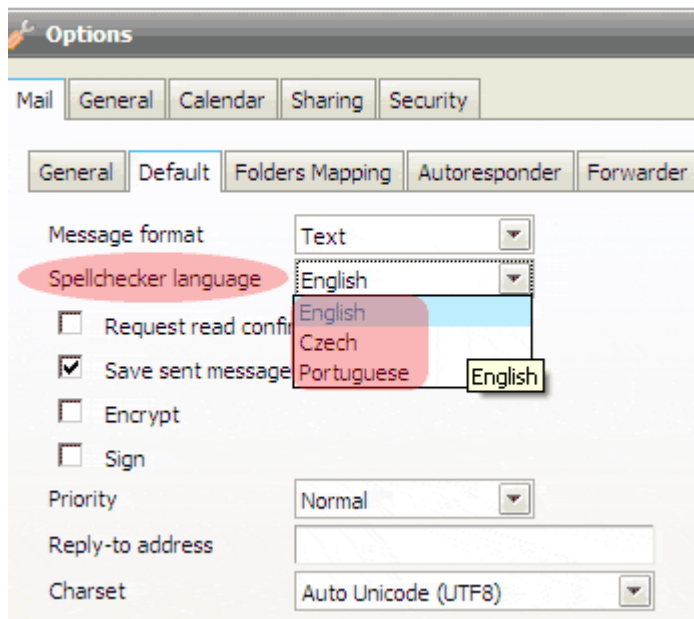 Options
Mail General Calendar Sharing Security
General Default Folders Mapping Autoresponder Forwarder
Message format Text
Spellchecker language English
English
Request read confi
Czech
Save sent message
Portuguese
English
Encrypt
Sign
Priority Normal
Reply-to address
Charset Auto Unicode (UTF8)